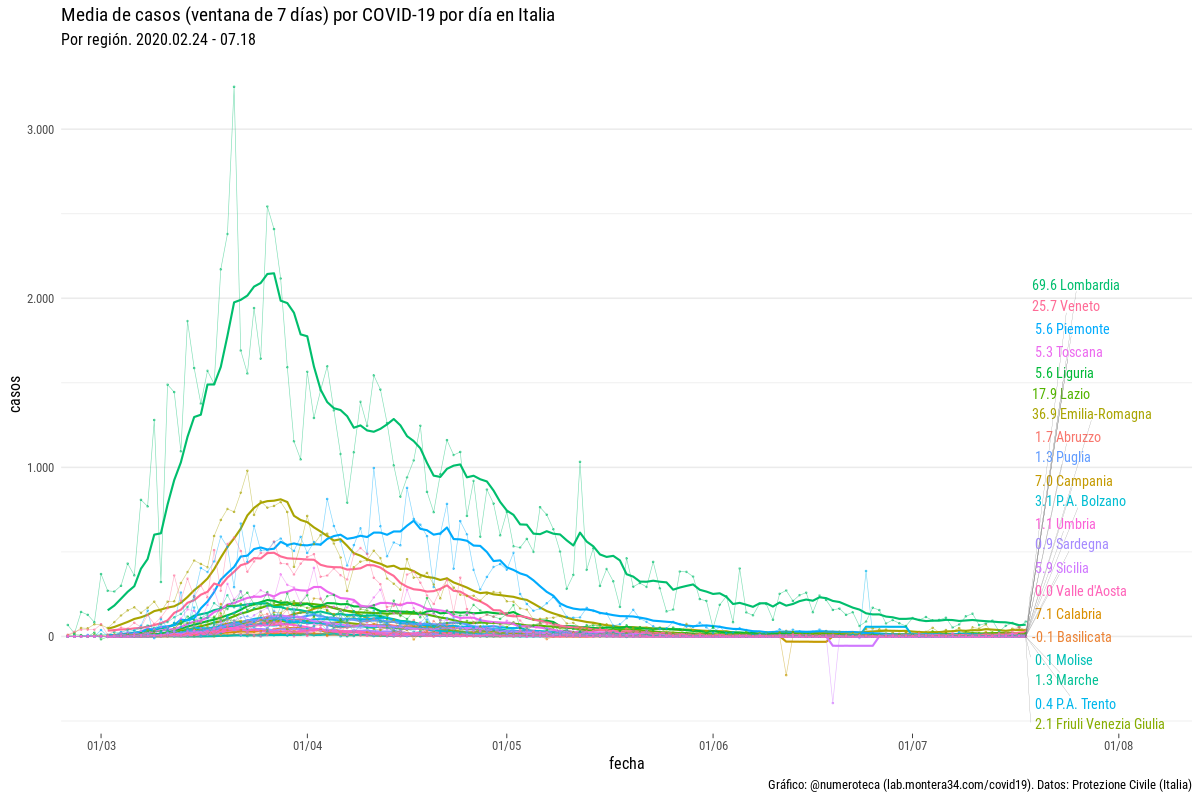 Media de casos (ventana de 7 días) por COVID-19 por día en Italia
Por región. 2020.02.24 - 07.18
casos
3.000
2.000
1.000
0
69.6 Lombardia
25.7 Veneto
5.6 Piemonte
5.3 Toscana
5.6 Liguria
17.9 Lazio
36.9 Emilia-Romagna
1.7 Abruzzo
1.3 Puglia
7.0 Campania
3.1 P.A. Bolzano
1.1 Umbria
0.9 Sardegna
5.9 Sicilia
0.0 Valle d'Aosta
7.1 Calabria
-0.1 Basilicata
0.1 Molise
1.3 Marche
0.4 P.A. Trento
2.1 Friuli Venezia Giulia
01/03 01/04 01/05 01/06 01/07 01/08
fecha
Gráfico: @numeroteca (lab.montera34.com/covid19). Datos: Protezione Civile (Italia)